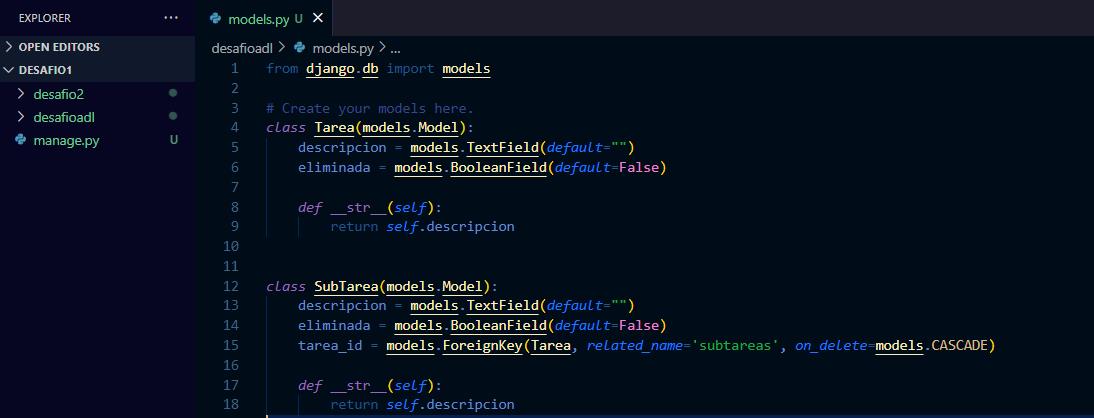 EXPLORER ...
OPEN EDITORS
DESAFIO1
desafio2
desafioadl
manage.py U
models.py U
desafioadl > models.py > ...
1 from django.db import models
2
3 # Create your models here.
4 class Tarea(models.Model):
5     descripcion = models.TextField(default="")
6     eliminada = models.BooleanField(default=False)
7
8     def __str__(self):
9         return self.descripcion
10
11
12 class SubTarea(models.Model):
13     descripcion = models.TextField(default="")
14     eliminada = models.BooleanField(default=False)
15     tarea_id = models.ForeignKey(Tarea, related_name='subtareas', on_delete=models.CASCADE)
16
17     def __str__(self):
18         return self.descripcion